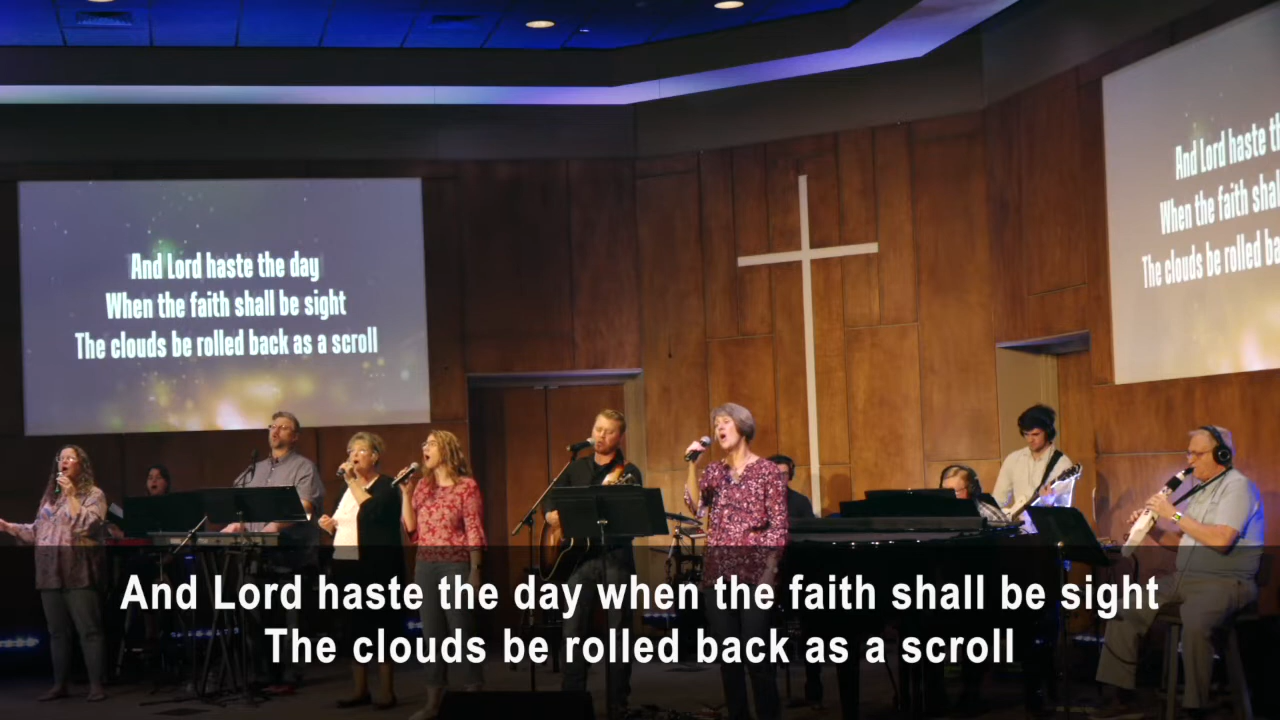 And Lord haste the day
When the faith shall be sight
The clouds be rolled back as a scroll
And Lord haste th
When the faith shal
The clouds be rolled ba
And Lord haste the day when the faith shall be sight
The clouds be rolled back as a scroll